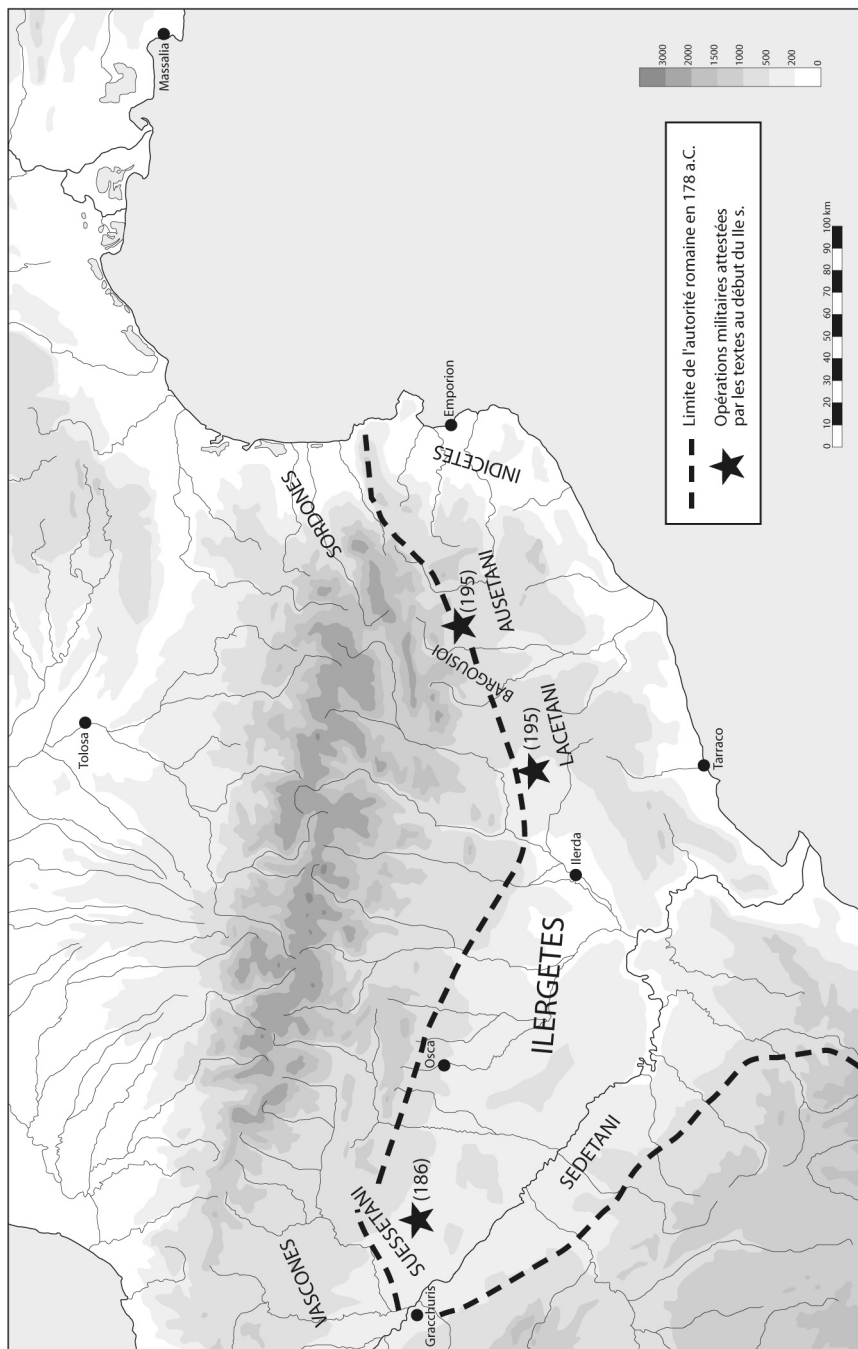 Massalia
Tolosa
SORDONES
Emporion
INDICETES
(195)
AUSETANI
BARGOUSIOI
(195)
LACETANI
Tarraco
Ilerda
ILERGETES
Osca
VASCONES
SUESSETANI
(186)
SEDETANI
Gracchuris
Limite de l'autorité romaine en 178 a.C.
Opérations militaires attestées
par les textes au début du IIe s.
3000
2000
1500
1000
500
200
0
0 10 20 30 40 50 60 70 80 90 100 km